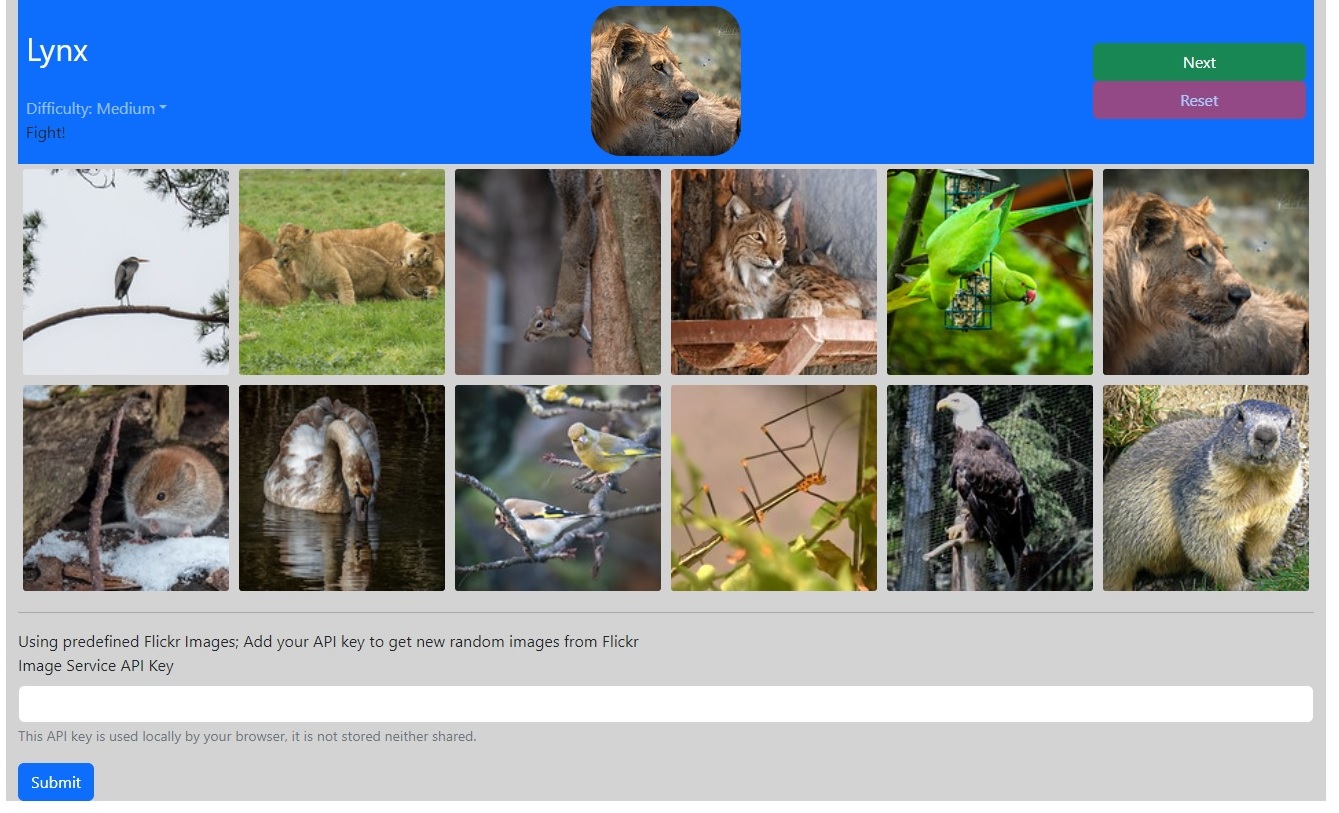 Lynx
Difficulty: Medium
Fight!
Next
Reset
Using predefined Flickr Images; Add your API key to get new random images from Flickr
Image Service API Key
This API key is used locally by your browser, it is not stored neither shared.
Submit